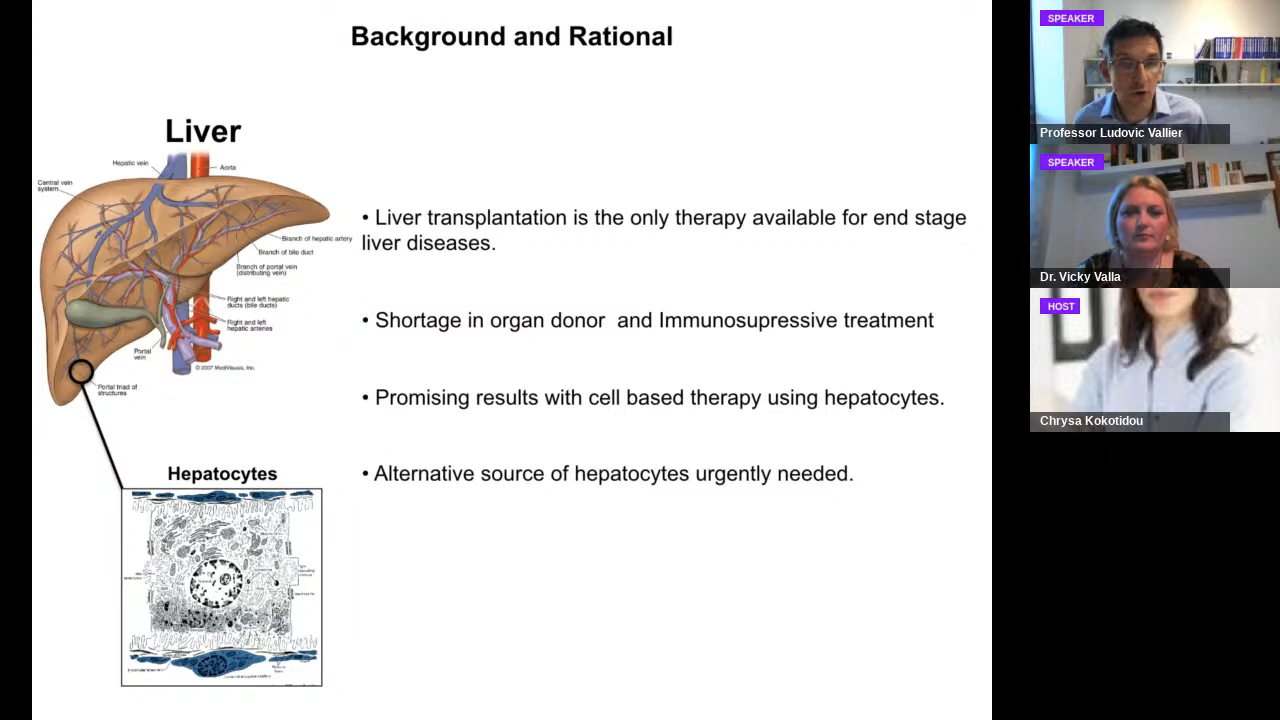 Background and Rational
Liver
Hepatic vein
Aorta
Central vein
system
Branch of hepatic artery
Branch of bile duct
Branch of portal vein
(distributing vein)
Right and left hepatic
ducts (bile ducts)
Right and left
hepatic arteries
Portal
vein
© 2007 MediVisuals, Inc.
Portal triad of
structures
Hepatocytes
• Liver transplantation is the only therapy available for end stage
liver diseases.
• Shortage in organ donor  and Immunosupressive treatment
• Promising results with cell based therapy using hepatocytes.
• Alternative source of hepatocytes urgently needed.
SPEAKER
Professor Ludovic Vallier
SPEAKER
Dr. Vicky Valla
HOST
Chrysa Kokotidou